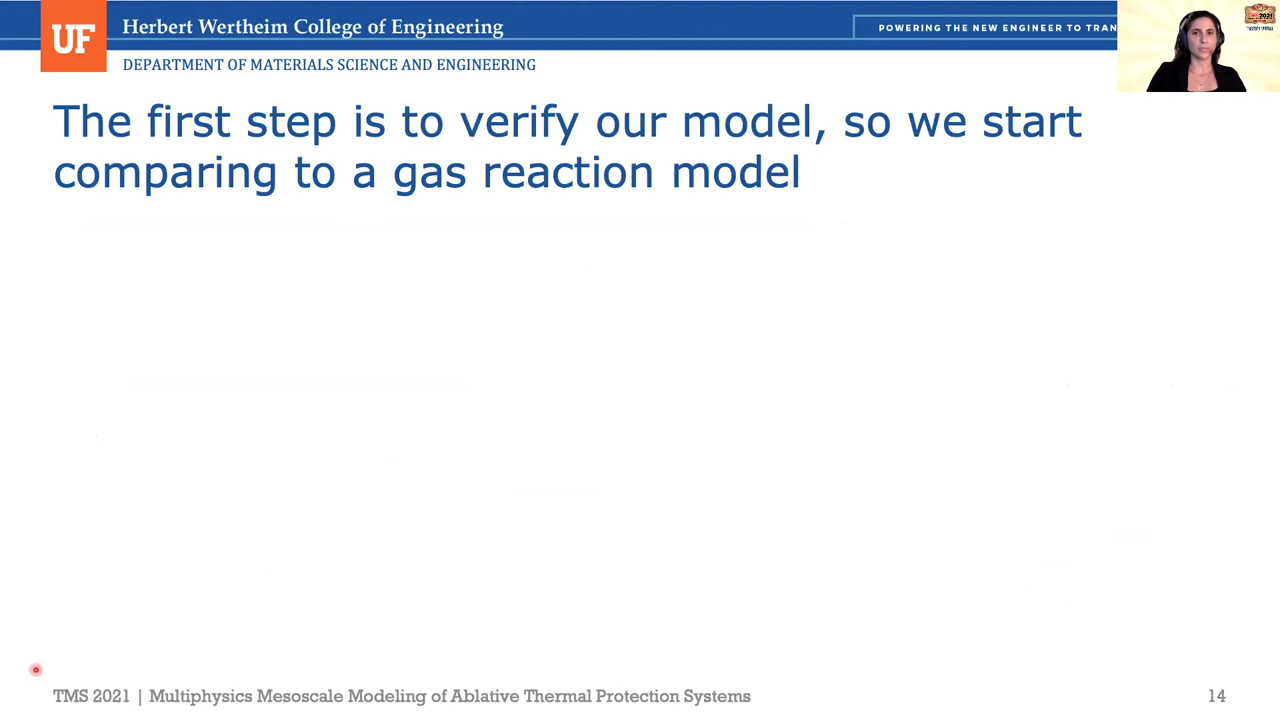 UF
Herbert Wertheim College of Engineering
POWERING THE NEW ENGINEER TO TRAN
DEPARTMENT OF MATERIALS SCIENCE AND ENGINEERING
The first step is to verify our model, so we start
comparing to a gas reaction model
TMS 2021 | Multiphysics Mesoscale Modeling of Ablative Thermal Protection Systems
14